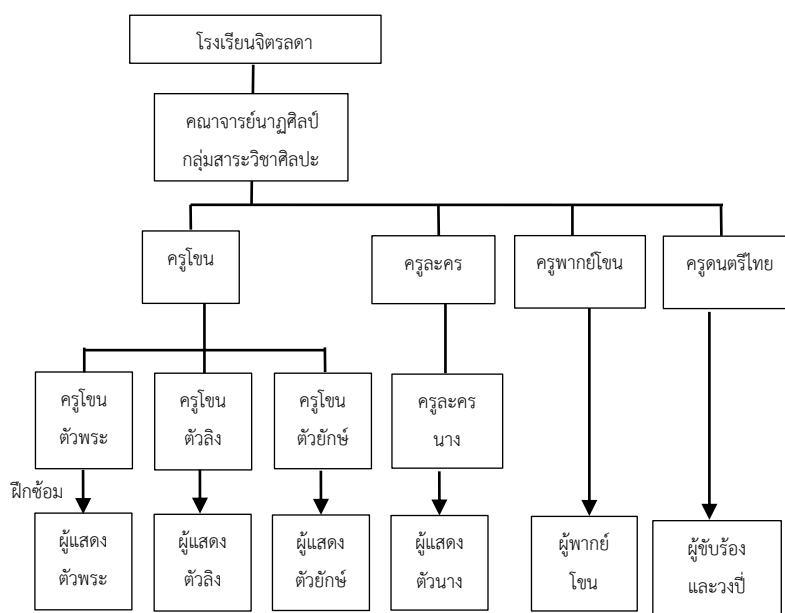 โรงเรียนจิตรลดา
คณาจารย์นาฏศิลป์
กลุ่มสาระวิชาศิลปะ
ครูโขน
ครูละคร
ครูพากย์โขน
ครูดนตรีไทย
ครูโขน
ตัวพระ
ครูโขน
ตัวลิง
ครูโขน
ตัวยักษ์
ครูละคร
นาง
ฝึกซ้อม
ผู้แสดง
ตัวพระ
ผู้แสดง
ตัวลิง
ผู้แสดง
ตัวยักษ์
ผู้แสดง
ตัวนาง
ผู้พากย์
โขน
ผู้ขับร้อง
และวงปี่